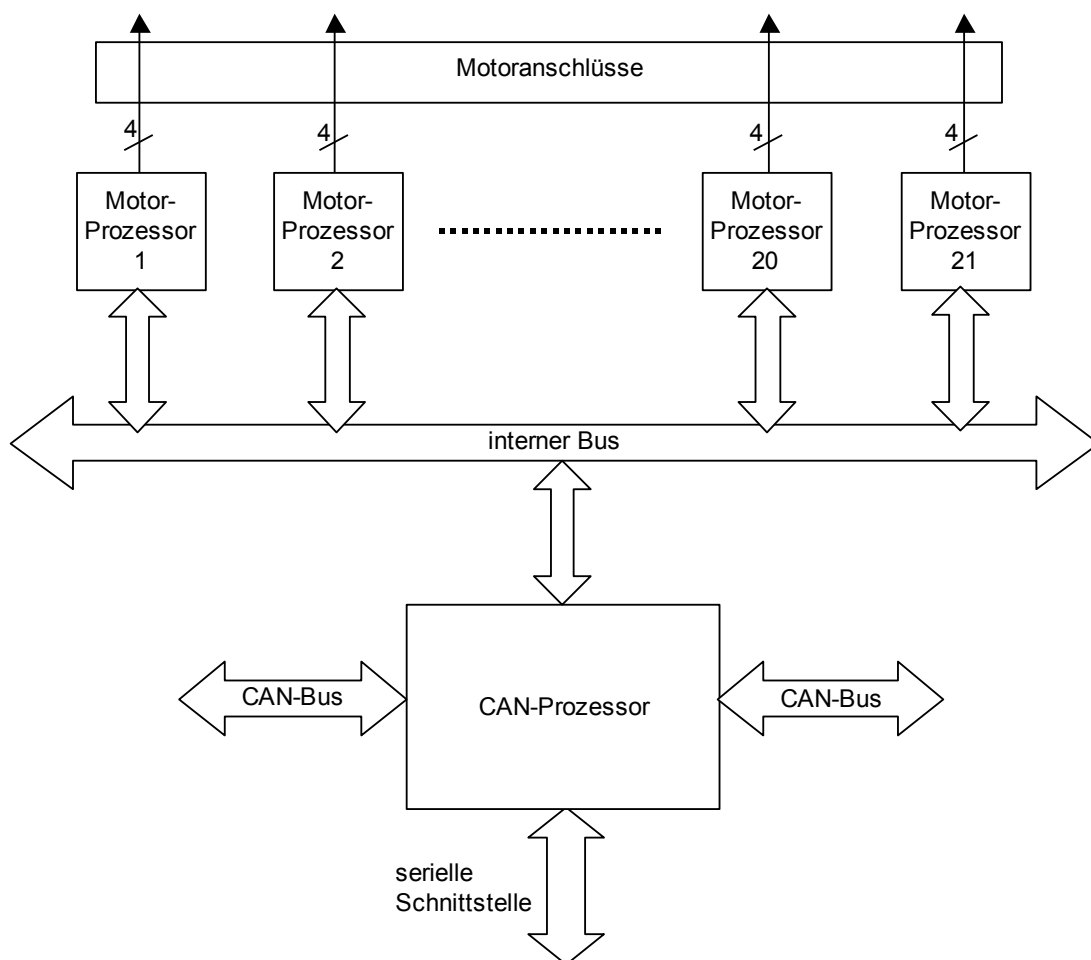 Motoranschlüsse
4
4
4
4
Motor-
Prozessor
1
Motor-
Prozessor
2
Motor-
Prozessor
20
Motor-
Prozessor
21
interner Bus
CAN-Bus
CAN-Prozessor
CAN-Bus
serielle
Schnittstelle